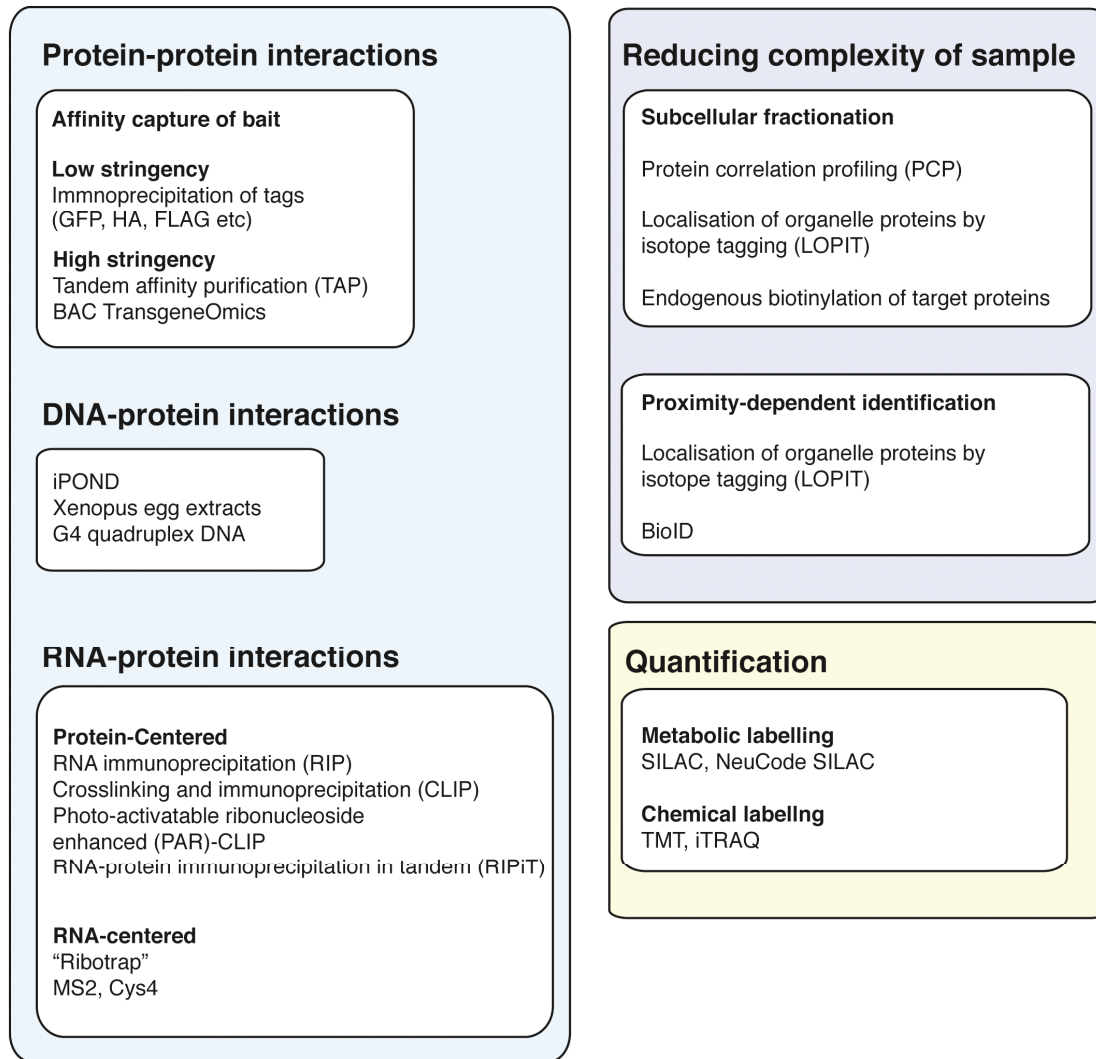 Protein-protein interactions
Affinity capture of bait
Low stringency
Immnoprecipitation of tags
(GFP, HA, FLAG etc)
High stringency
Tandem affinity purification (TAP)
BAC TransgeneOmics
DNA-protein interactions
iPOND
Xenopus egg extracts
G4 quadruplex DNA
RNA-protein interactions
Protein-Centered
RNA immunoprecipitation (RIP)
Crosslinking and immunoprecipitation (CLIP)
Photo-activatable ribonucleoside
enhanced (PAR)-CLIP
RNA-protein immunoprecipitation in tandem (RIPiT)
RNA-centered
“Ribotrap”
MS2, Cys4
Reducing complexity of sample
Subcellular fractionation
Protein correlation profiling (PCP)
Localisation of organelle proteins by
isotope tagging (LOPIT)
Endogenous biotinylation of target proteins
Proximity-dependent identification
Localisation of organelle proteins by
isotope tagging (LOPIT)
BioID
Quantification
Metabolic labelling
SILAC, NeuCode SILAC
Chemical labellng
TMT, iTRAQ